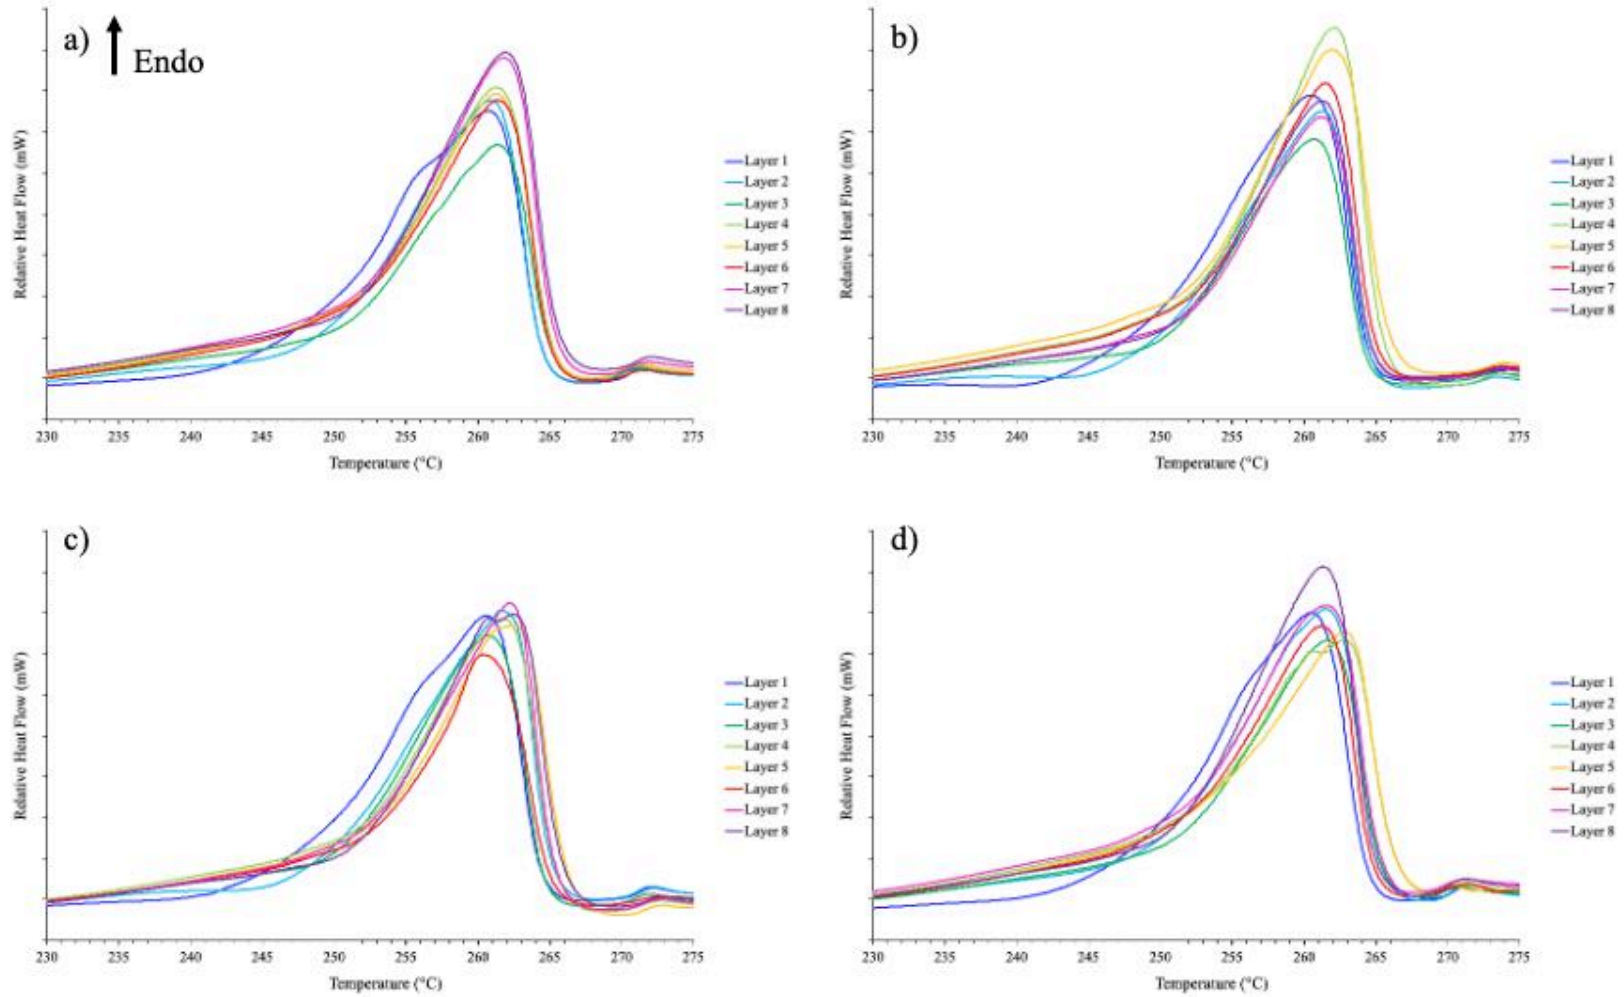 a)
Endo
Relative Heat Flow (mW)
Layer 1
Layer 2
Layer 3
Layer 4
Layer 5
Layer 6
Layer 7
Layer 8
230 235 240 245 250 255 260 265 270 275
Temperature (°C)
b)
Relative Heat Flow (mW)
Layer 1
Layer 2
Layer 3
Layer 4
Layer 5
Layer 6
Layer 7
Layer 8
230 235 240 245 250 255 260 265 270 275
Temperature (°C)
c)
Relative Heat Flow (mW)
Layer 1
Layer 2
Layer 3
Layer 4
Layer 5
Layer 6
Layer 7
Layer 8
230 235 240 245 250 255 260 265 270 275
Temperature (°C)
d)
Relative Heat Flow (mW)
Layer 1
Layer 2
Layer 3
Layer 4
Layer 5
Layer 6
Layer 7
Layer 8
230 235 240 245 250 255 260 265 270 275
Temperature (°C)